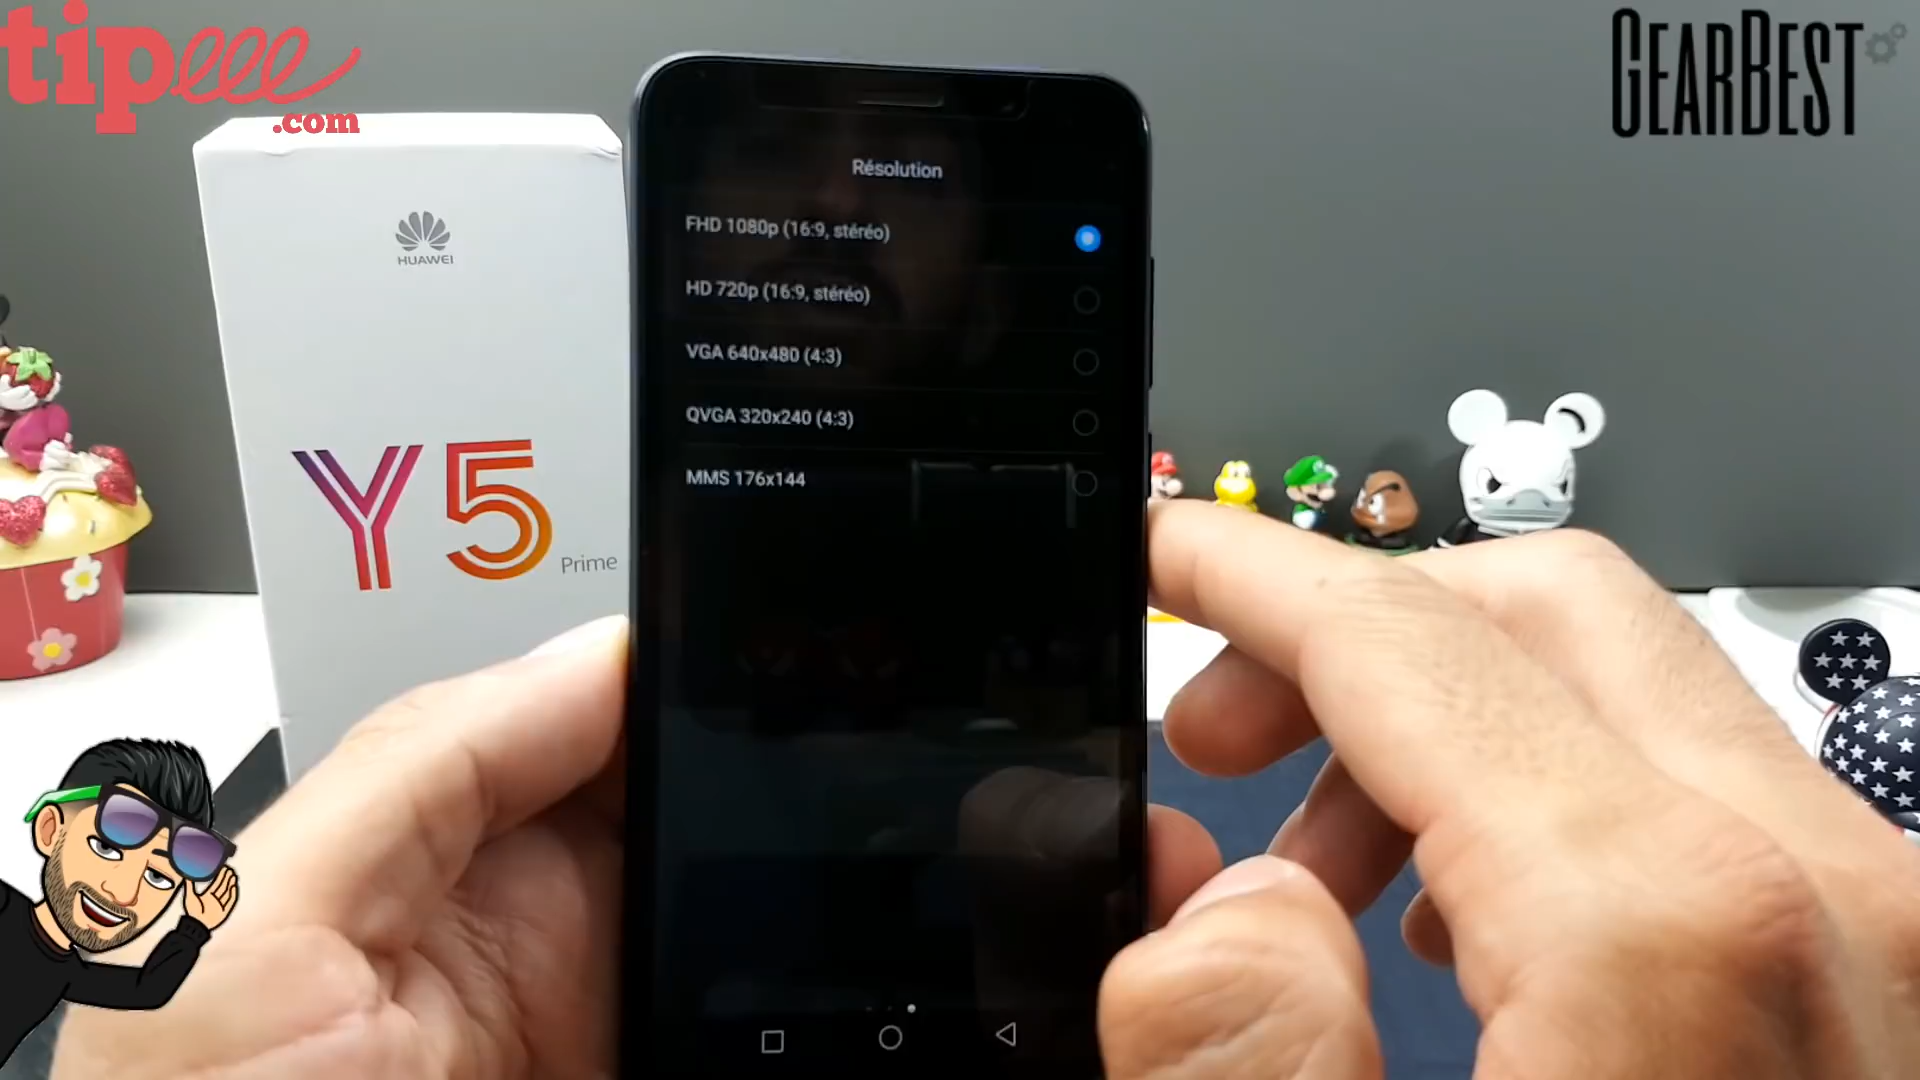 tipeee
.com
GEARBEST
HUAWEI
Y5
Prime
Résolution
FHD 1080p (16:9, stéréo)
HD 720p (16:9, stéréo)
VGA 640x480 (4:3)
QVGA 320x240 (4:3)
MMS 176x144